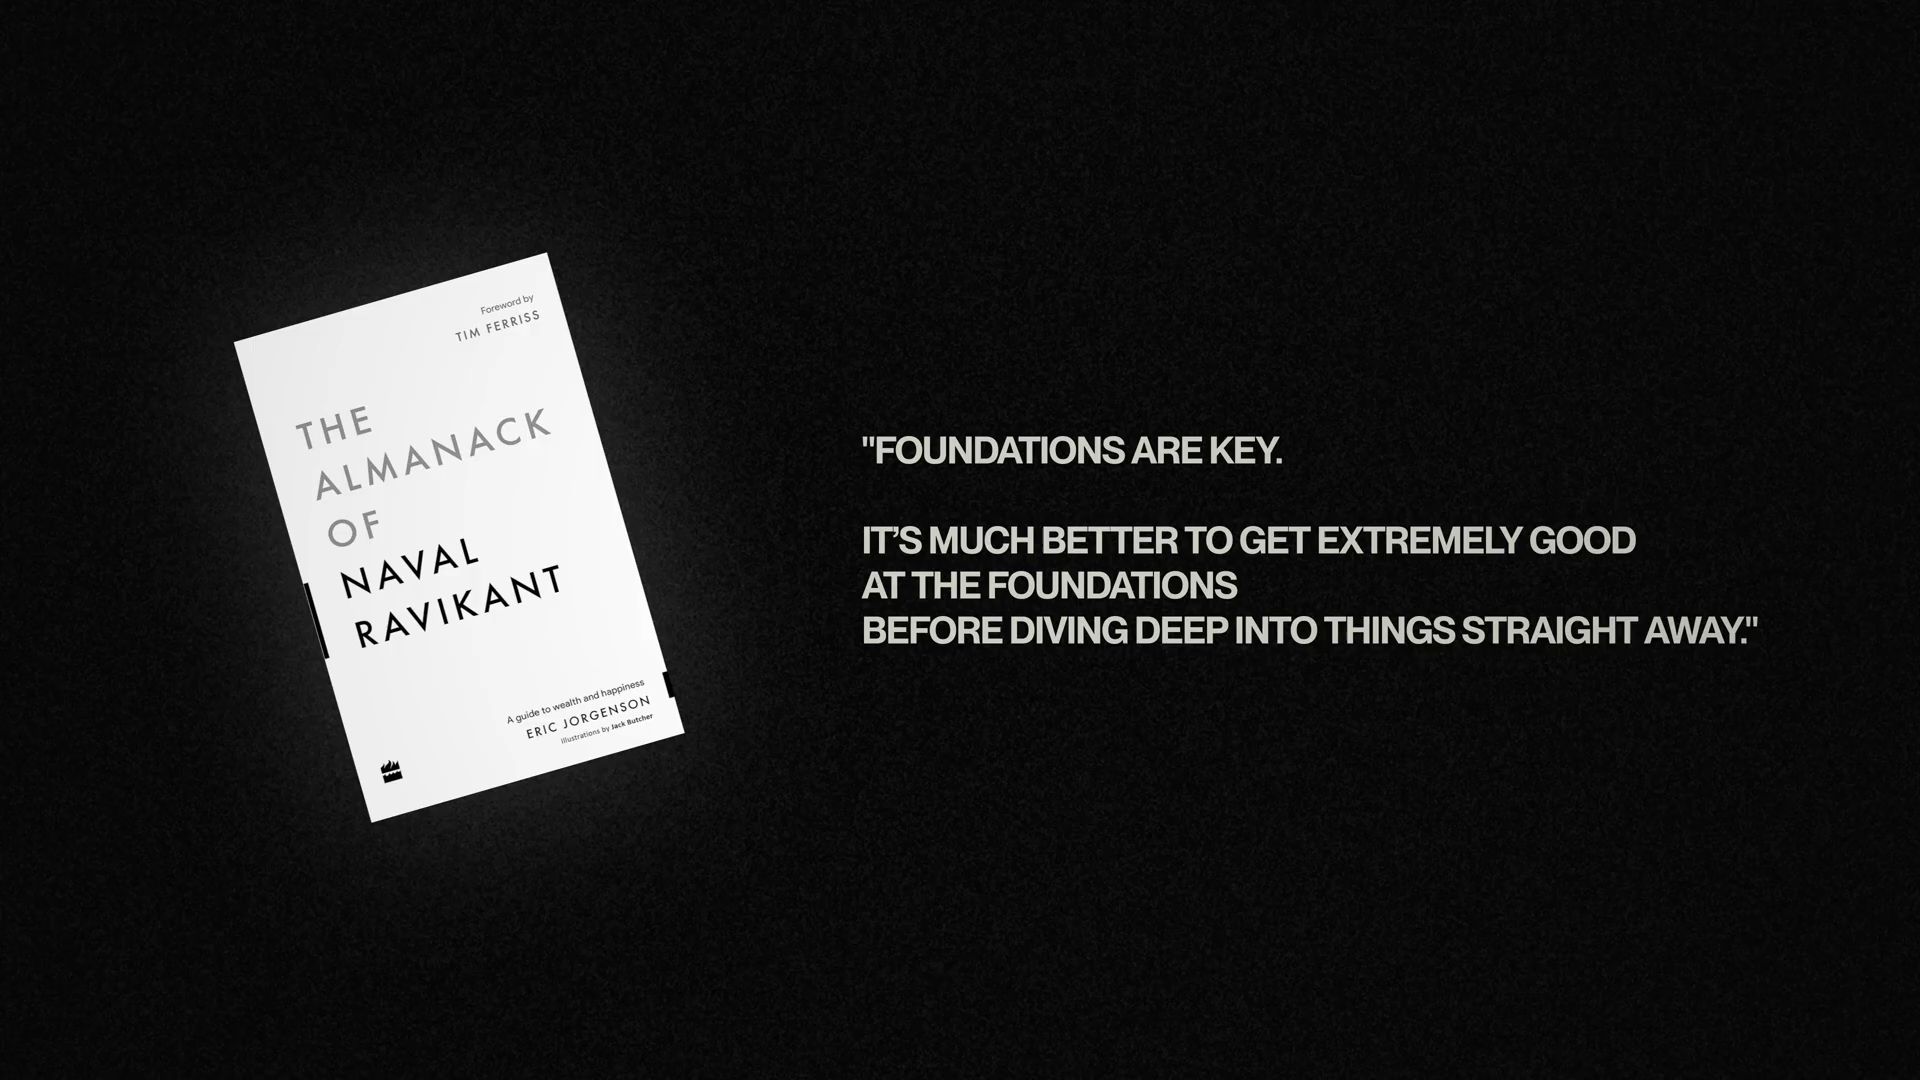 Foreword by
TIM FERRISS
THE
ALMANACK
OF
NAVAL
RAVIKANT
A guide to wealth and happiness
ERIC JORGENSON
Illustrations by Jack Butcher
"FOUNDATIONS ARE KEY.
IT’S MUCH BETTER TO GET EXTREMELY GOOD
AT THE FOUNDATIONS
BEFORE DIVING DEEP INTO THINGS STRAIGHT AWAY."